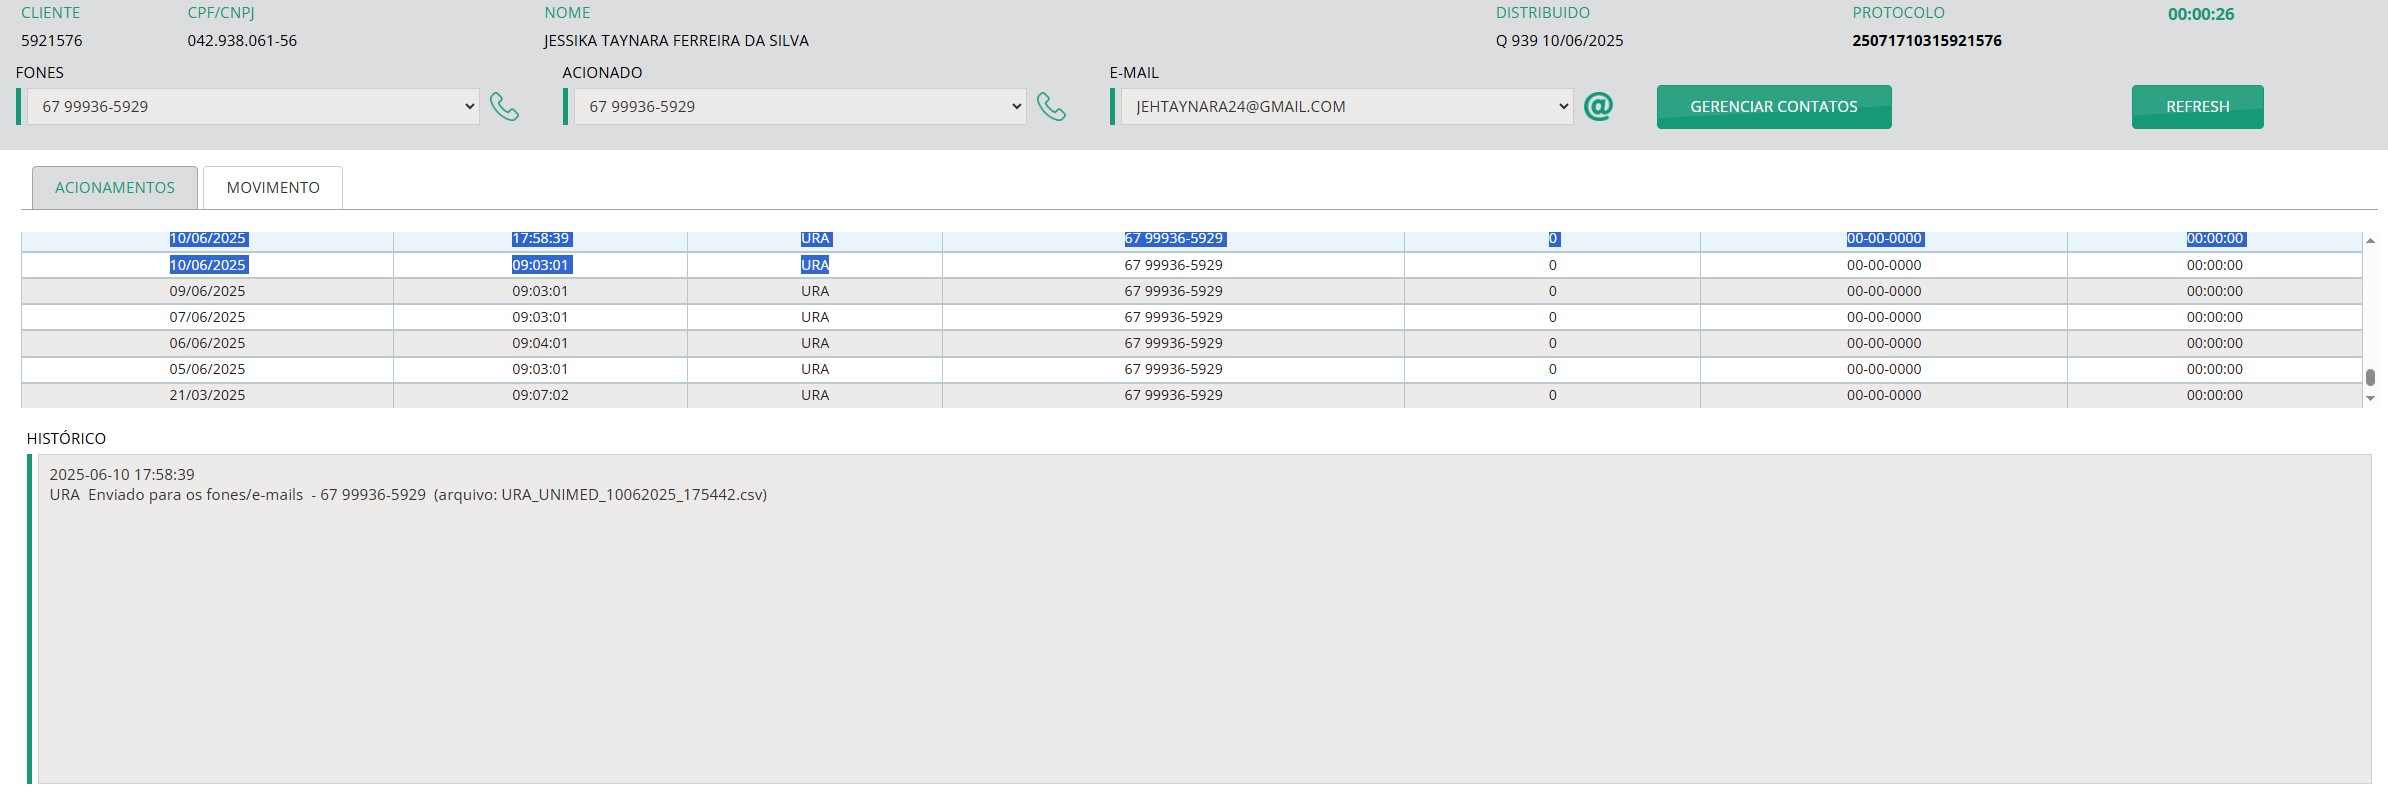 CLIENTE CPF/CNPJ NOME DISTRIBUIDO PROTOCOLO 00:00:26
5921576 042.938.061-56 JESSIKA TAYNARA FERREIRA DA SILVA Q 939 10/06/2025 25071710315921576
FONES ACIONADO E-MAIL
67 99936-5929 67 99936-5929 JEHTAYNARA24@GMAIL.COM @ GERENCIAR CONTATOS REFRESH
ACIONAMENTOS MOVIMENTO
10/06/2025 17:58:39 URA 67 99936-5929 0 00-00-0000 00:00:00
10/06/2025 09:03:01 URA 67 99936-5929 0 00-00-0000 00:00:00
09/06/2025 09:03:01 URA 67 99936-5929 0 00-00-0000 00:00:00
07/06/2025 09:03:01 URA 67 99936-5929 0 00-00-0000 00:00:00
06/06/2025 09:04:01 URA 67 99936-5929 0 00-00-0000 00:00:00
05/06/2025 09:03:01 URA 67 99936-5929 0 00-00-0000 00:00:00
21/03/2025 09:07:02 URA 67 99936-5929 0 00-00-0000 00:00:00
HISTÓRICO
2025-06-10 17:58:39
URA Enviado para os fones/e-mails - 67 99936-5929 (arquivo: URA_UNIMED_10062025_175442.csv)